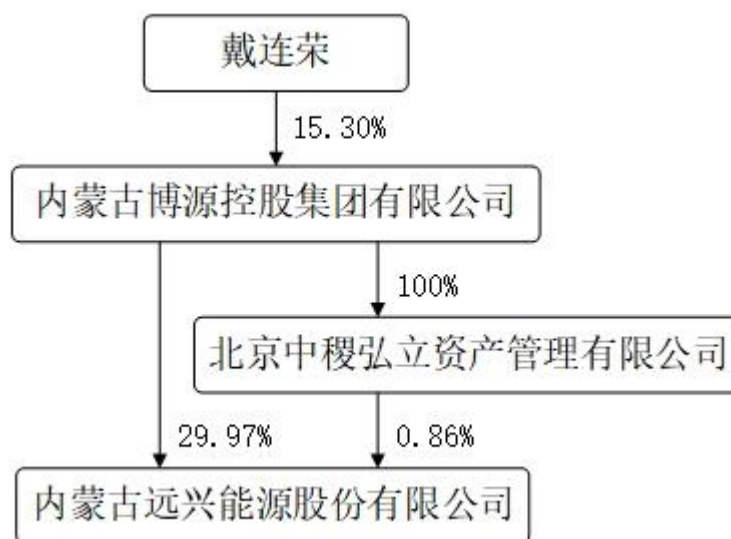 戴连荣
15.30%
内蒙古博源控股集团有限公司
100%
北京中稷弘立资产管理有限公司
29.97%
0.86%
内蒙古远兴能源股份有限公司